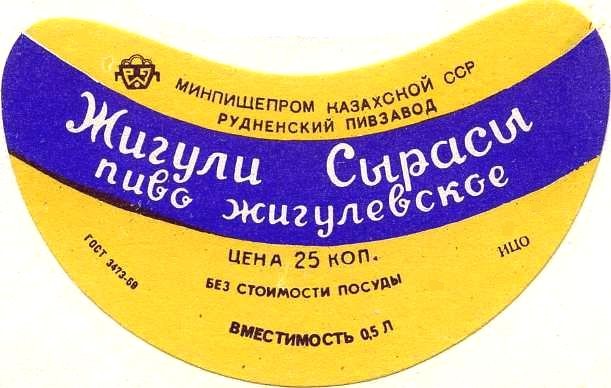 МИНПИЩЕПРОМ КАЗАХСКОЙ ССР
РУДНЕНСКИЙ ПИВЗАВОД
Жигули Сырасы
пиво жигулевское
ЦЕНА 25 КОП.
ИЦО
ГОСТ 3473-69
БЕЗ СТОИМОСТИ ПОСУДЫ
ВМЕСТИМОСТЬ 0,5 Л